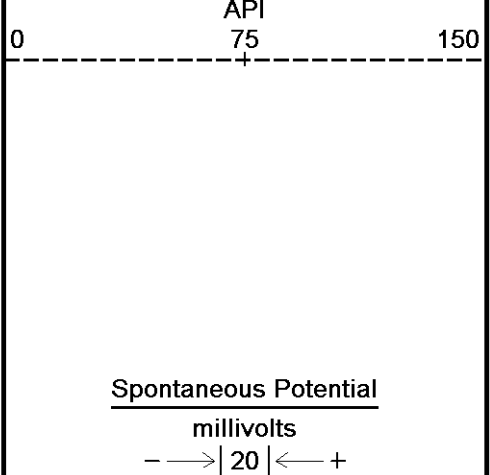 API
0 75 150
Spontaneous Potential
millivolts
− →| 20 |← +